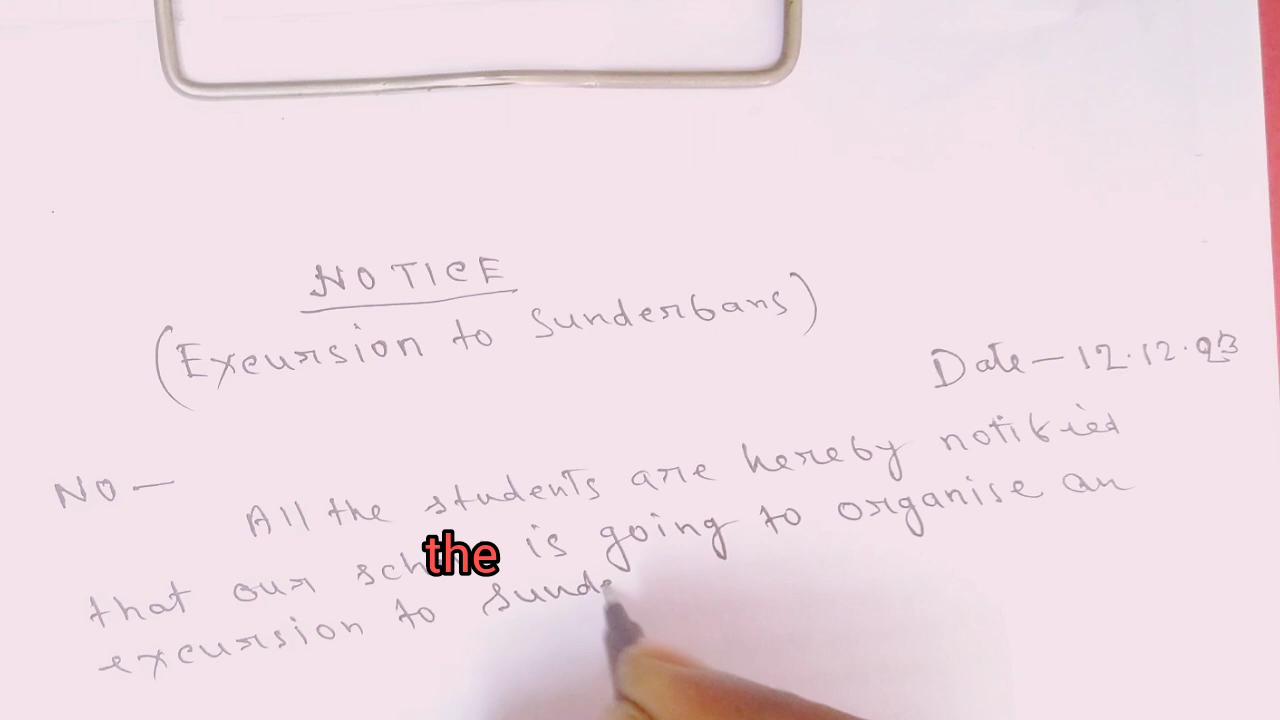 NOTICE
(Excursion to Sunderbans)
Date - 12.12.23
NO -
All the students are hereby notified
that our sch the is going to organise an
excursion to Sunde